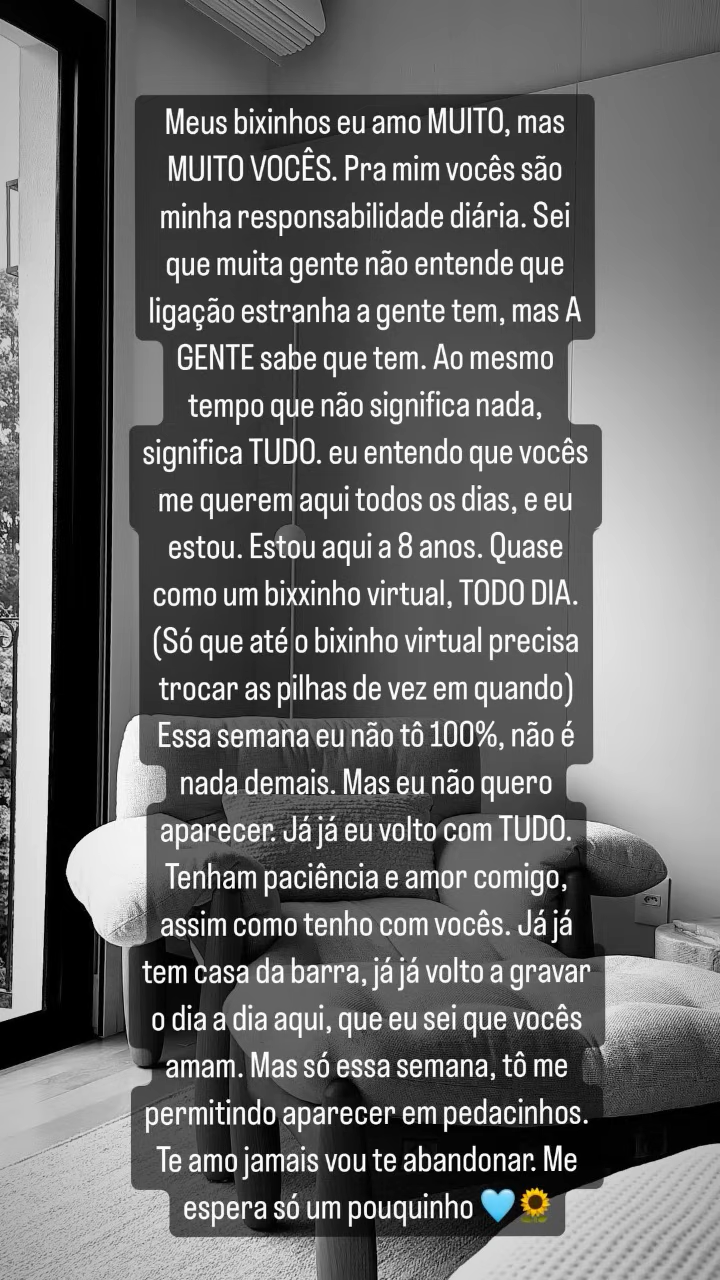 Meus bixinhos eu amo MUITO, mas
MUITO VOCÊS. Pra mim vocês são
minha responsabilidade diária. Sei
que muita gente não entende que
ligação estranha a gente tem, mas A
GENTE sabe que tem. Ao mesmo
tempo que não significa nada,
significa TUDO. eu entendo que vocês
me querem aqui todos os dias, e eu
estou. Estou aqui a 8 anos. Quase
como um bixxinho virtual, TODO DIA.
(Só que até o bixinho virtual precisa
trocar as pilhas de vez em quando)
Essa semana eu não tô 100%, não é
nada demais. Mas eu não quero
aparecer. Já já eu volto com TUDO.
Tenham paciência e amor comigo,
assim como tenho com vocês. Já já
tem casa da barra, já já volto a gravar
o dia a dia aqui, que eu sei que vocês
amam. Mas só essa semana, tô me
permitindo aparecer em pedacinhos.
Te amo jamais vou te abandonar. Me
espera só um pouquinho 🩵🌻